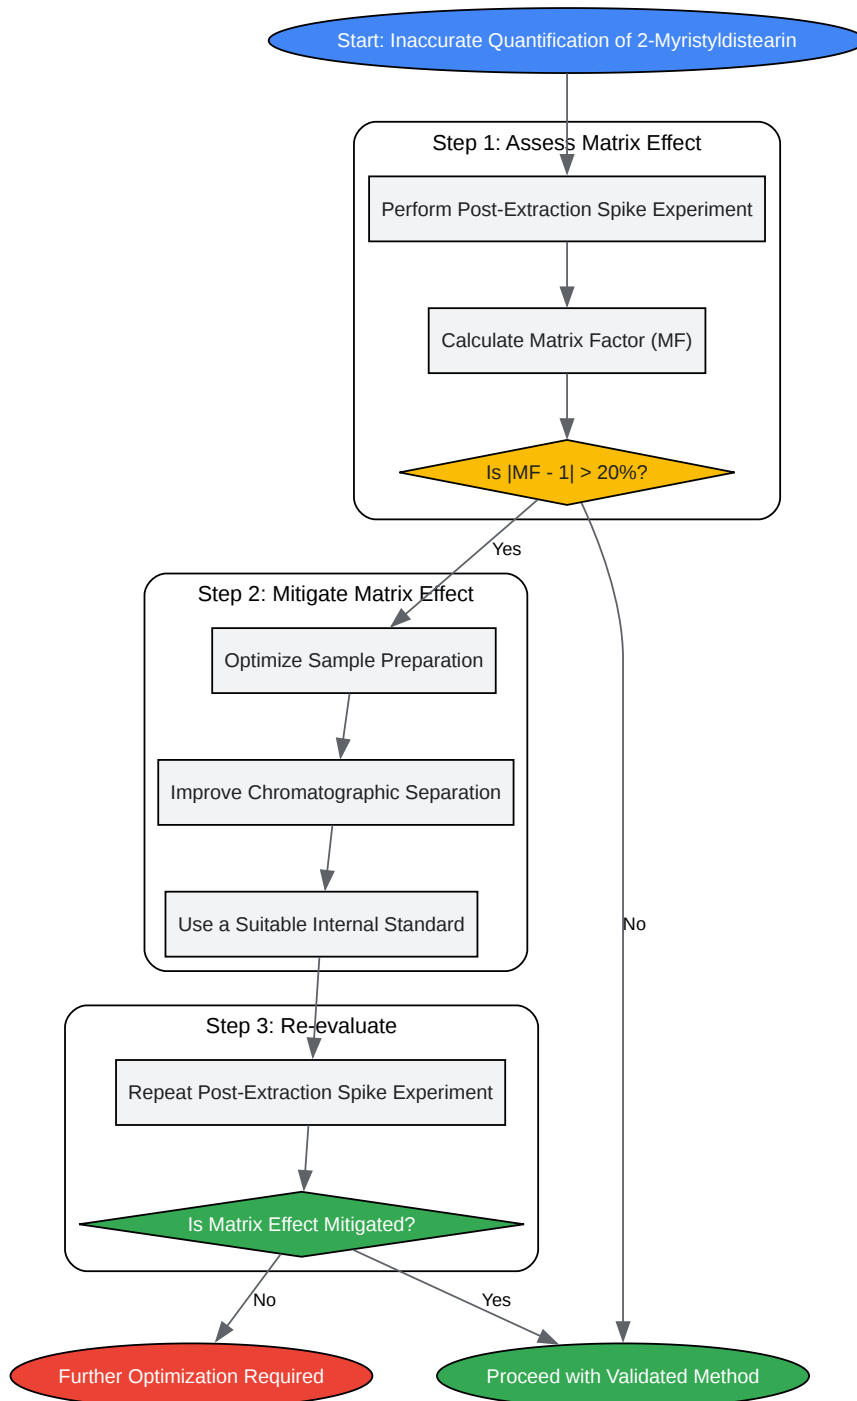 Start: Inaccurate Quantification of 2-Myristyldistearin
Step 1: Assess Matrix Effect
Perform Post-Extraction Spike Experiment
Calculate Matrix Factor (MF)
Is |MF - 1| > 20%?
Yes
Step 2: Mitigate Matrix Effect
Optimize Sample Preparation
Improve Chromatographic Separation
Use a Suitable Internal Standard
No
Step 3: Re-evaluate
Repeat Post-Extraction Spike Experiment
Is Matrix Effect Mitigated?
No
Yes
Further Optimization Required
Proceed with Validated Method